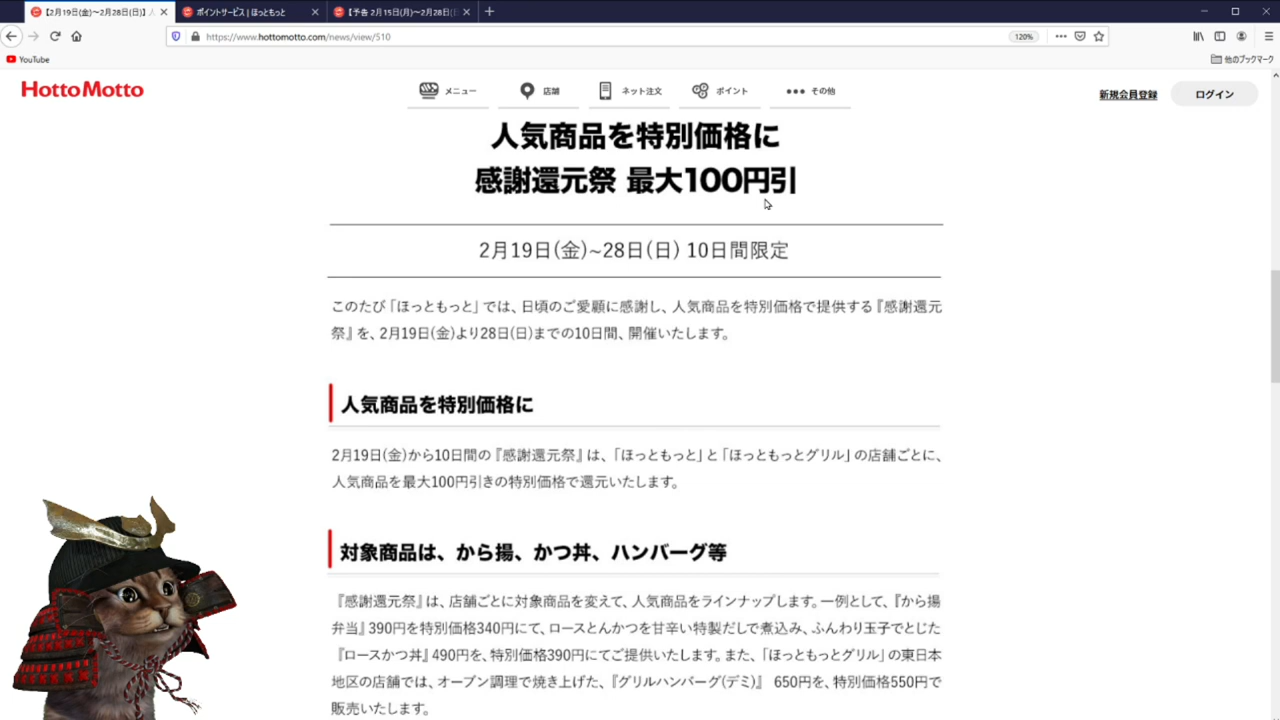 【2月19日(金)～2月28日(日)】人
ポイントサービス | ほっともっと
【予告 2月15日(月)～2月28日(日
https://www.hottomotto.com/news/view/510
120%
YouTube
他のブックマーク
HottoMotto
メニュー
店舗
ネット注文
ポイント
その他
新規会員登録
ログイン
人気商品を特別価格に
感謝還元祭 最大100円引
2月19日(金)~28日(日) 10日間限定
このたび「ほっともっと」では、日頃のご愛顧に感謝し、人気商品を特別価格で提供する『感謝還元
祭』を、2月19日(金)より28日(日)までの10日間、開催いたします。
人気商品を特別価格に
2月19日(金)から10日間の『感謝還元祭』は、「ほっともっと」と「ほっともっとグリル」の店舗ごとに、
人気商品を最大100円引きの特別価格で還元いたします。
対象商品は、から揚、かつ丼、ハンバーグ等
『感謝還元祭』は、店舗ごとに対象商品を変えて、人気商品をラインナップします。一例として、『から揚
弁当』390円を特別価格340円にて、ロースとんかつを甘辛い特製だしで煮込み、ふんわり玉子でとじた
『ロースかつ丼』490円を、特別価格390円にてご提供いたします。また、「ほっともっとグリル」の東日本
地区の店舗では、オーブン調理で焼き上げた、『グリルハンバーグ(デミ)』 650円を、特別価格550円で
販売いたします。